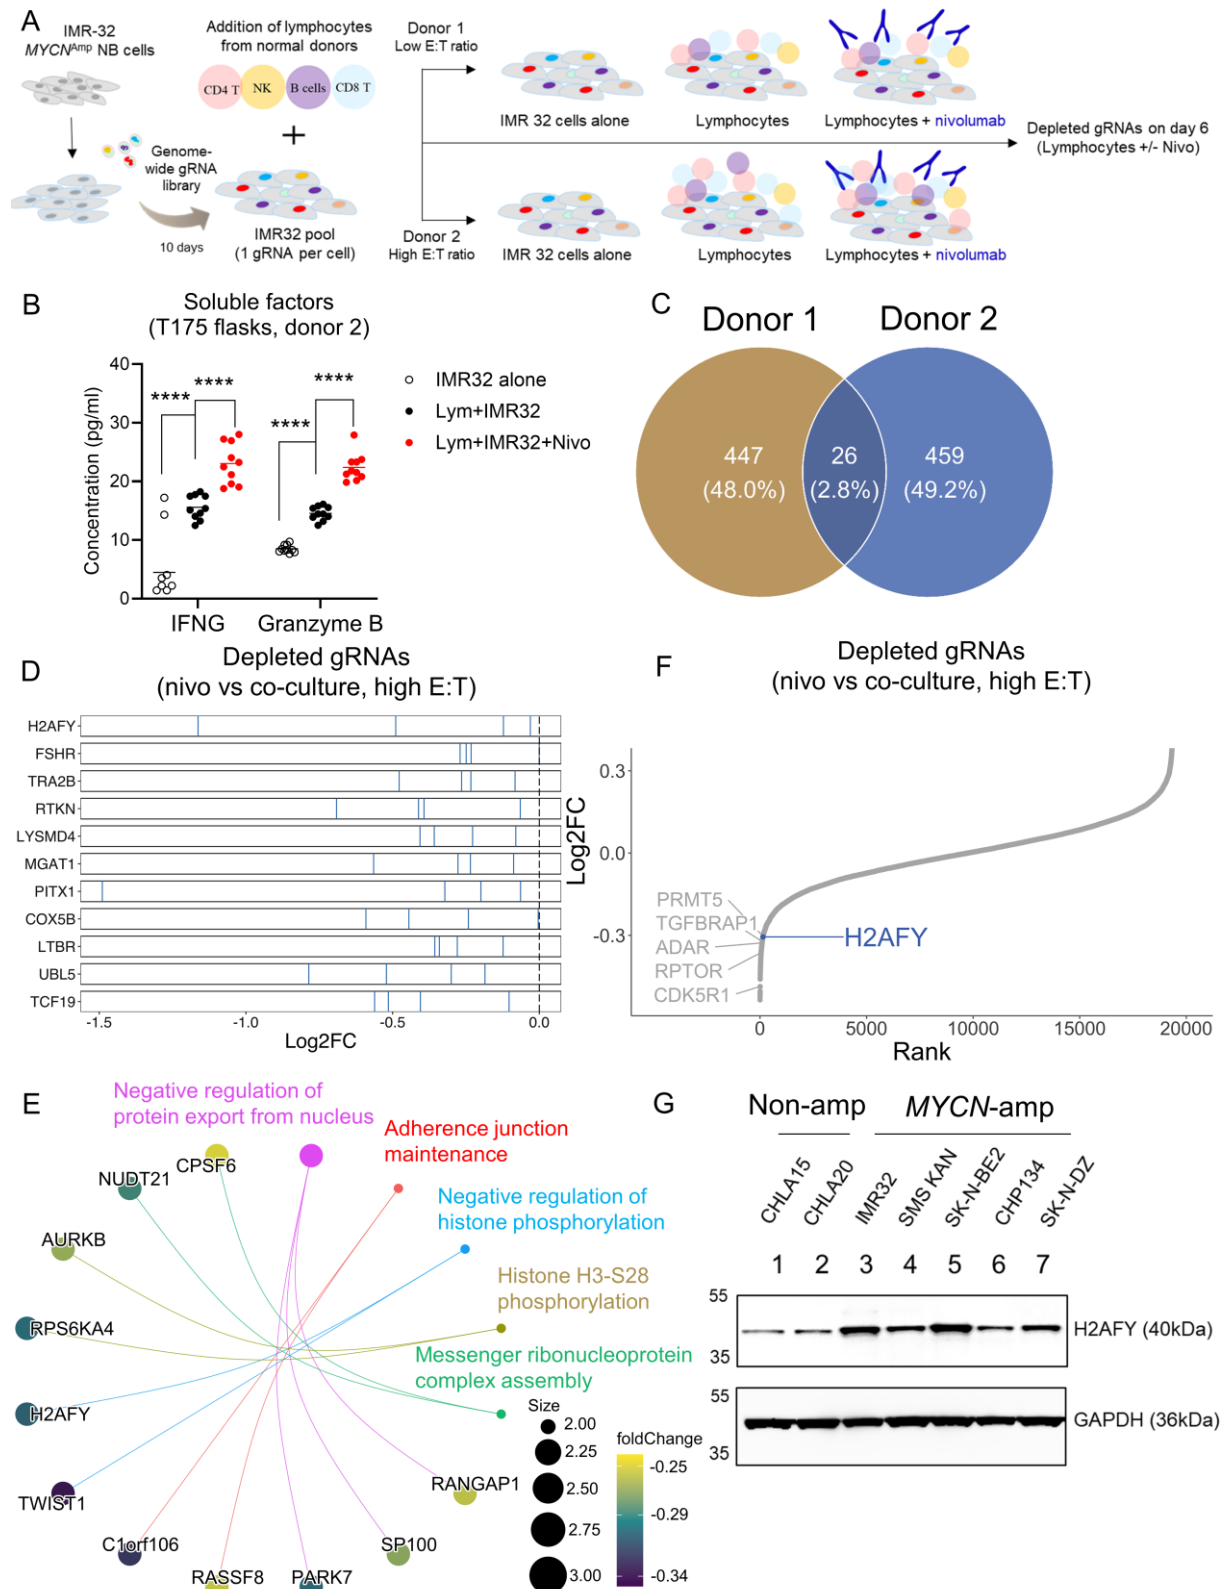 A
IMR-32
MYCNAmp NB cells
Genome-
wide gRNA
library
10 days
Addition of lymphocytes
from normal donors
CD4 T
NK
B cells
CD8 T
+
IMR32 pool
(1 gRNA per cell)
Donor 1
Low E:T ratio
IMR 32 cells alone
Lymphocytes
Lymphocytes + nivolumab
Donor 2
High E:T ratio
IMR 32 cells alone
Lymphocytes
Lymphocytes + nivolumab
Depleted gRNAs on day 6
(Lymphocytes +/- Nivo)
B
Soluble factors
(T175 flasks, donor 2)
Concentration (pg/ml)
40
30
20
10
0
****
****
****
****
IFNG
Granzyme B
IMR32 alone
Lym+IMR32
Lym+IMR32+Nivo
C
Donor 1
Donor 2
447
(48.0%)
26
(2.8%)
459
(49.2%)
D
Depleted gRNAs
(nivo vs co-culture, high E:T)
H2AFY
FSHR
TRA2B
RTKN
LYSMD4
MGAT1
PITX1
COX5B
LTBR
UBL5
TCF19
-1.5
-1.0
-0.5
0.0
Log2FC
F
Depleted gRNAs
(nivo vs co-culture, high E:T)
Log2FC
0.3
0.0
-0.3
PRMT5
TGFBRAP1
ADAR
RPTOR
CDK5R1
H2AFY
0
5000
10000
15000
20000
Rank
E
Negative regulation of
protein export from nucleus
Adherence junction
maintenance
Negative regulation of
histone phosphorylation
Histone H3-S28
phosphorylation
Messenger ribonucleoprotein
complex assembly
CPSF6
NUDT21
AURKB
RPS6KA4
H2AFY
TWIST1
C1orf106
RASSF8
PARK7
SP100
RANGAP1
Size
2.00
2.25
2.50
2.75
3.00
foldChange
-0.25
-0.29
-0.34
G
Non-amp
MYCN-amp
CHLA15
CHLA20
IMR32
SMS KAN
SK-N-BE2
CHP134
SK-N-DZ
1 2 3 4 5 6 7
55
35
H2AFY (40kDa)
55
35
GAPDH (36kDa)